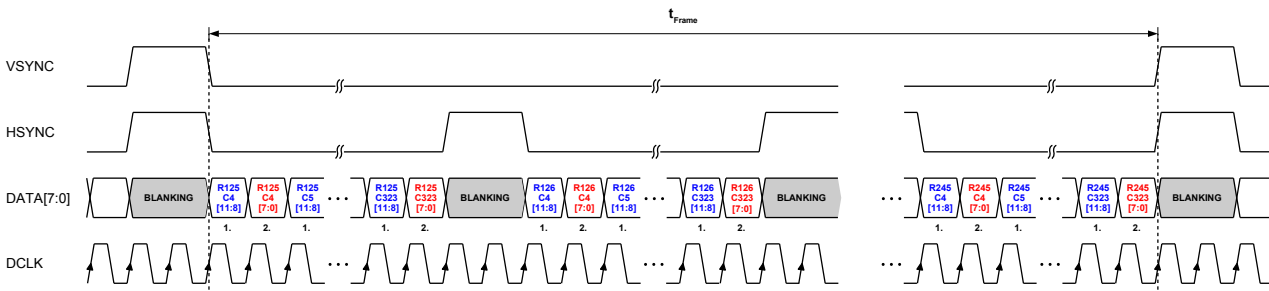 tFrame
VSYNC
HSYNC
DATA[7:0]
BLANKING
R125 C4 [11:8]
R125 C4 [7:0]
R125 C5 [11:8]
...
R125 C323 [11:8]
R125 C323 [7:0]
BLANKING
R126 C4 [11:8]
R126 C4 [7:0]
R126 C5 [11:8]
...
R126 C323 [11:8]
R126 C323 [7:0]
BLANKING
...
R245 C4 [11:8]
R245 C4 [7:0]
R245 C5 [11:8]
...
R245 C323 [11:8]
R245 C323 [7:0]
BLANKING
1. 2. 1. 1. 2. 1. 2. 1. 1. 2. 1. 2. 1. 1. 2.
DCLK ... ... ... ...